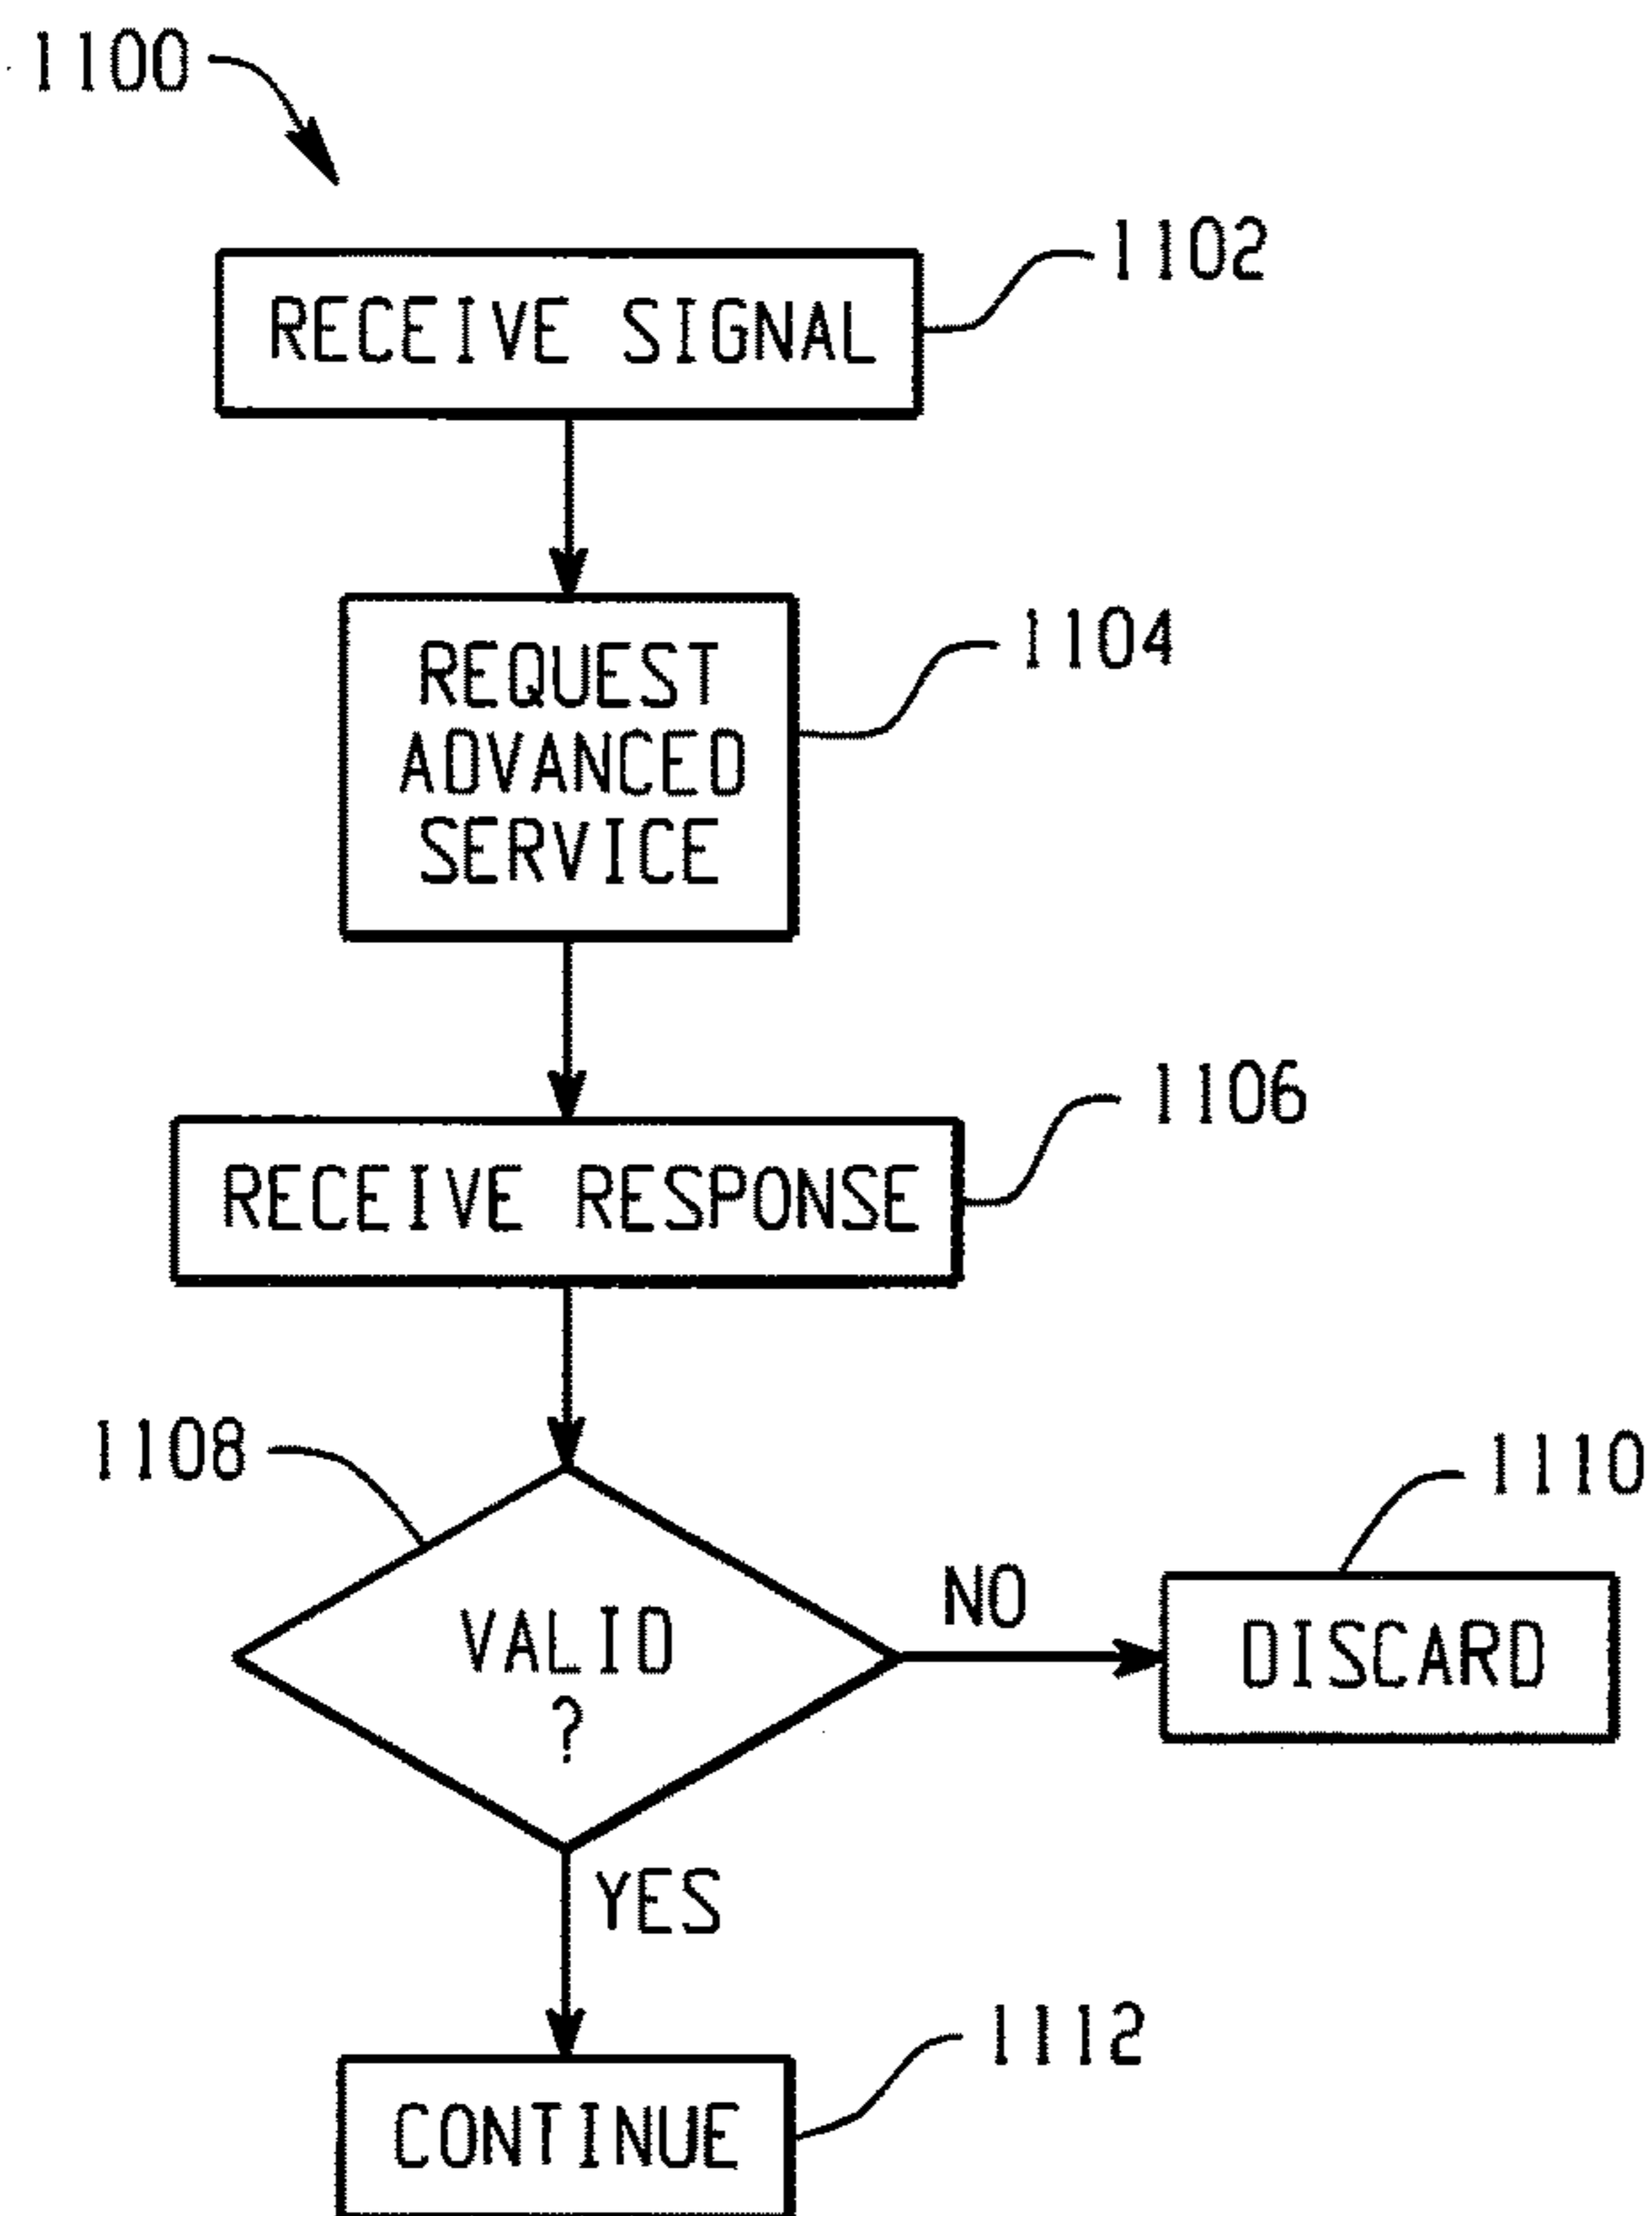 1100
1102
RECEIVE SIGNAL
1104
REQUEST
ADVANCED
SERVICE
1106
RECEIVE RESPONSE
1108
1110
VALID
?
NO
DISCARD
YES
1112
CONTINUE